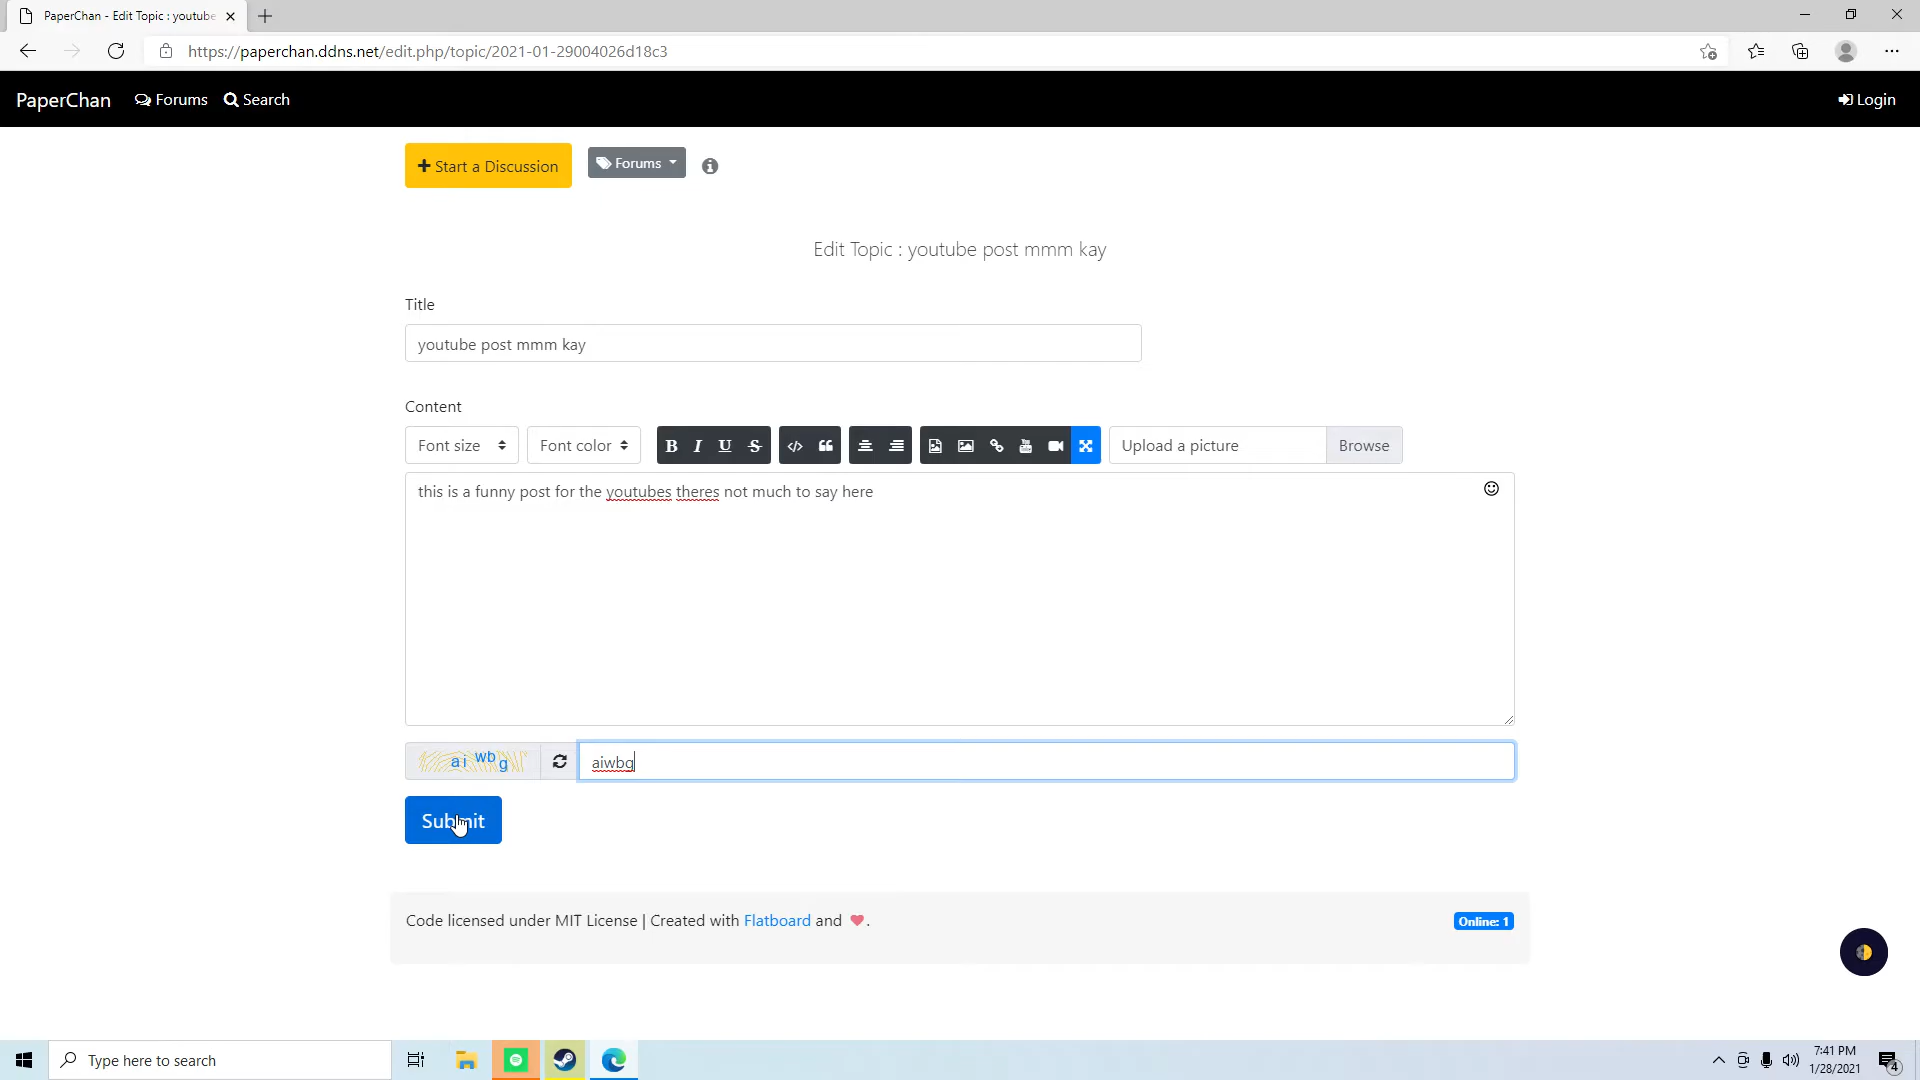 PaperChan - Edit Topic : youtube
https://paperchan.ddns.net/edit.php/topic/2021-01-29004026d18c3
PaperChan Forums Search Login
Start a Discussion Forums
Edit Topic : youtube post mmm kay
Title
youtube post mmm kay
Content
Font size Font color B I U S Upload a picture Browse
this is a funny post for the youtubes theres not much to say here
ai wb g aiwbg
Submit
Code licensed under MIT License | Created with Flatboard and ❤. Online: 1
Type here to search
7:41 PM
1/28/2021
4